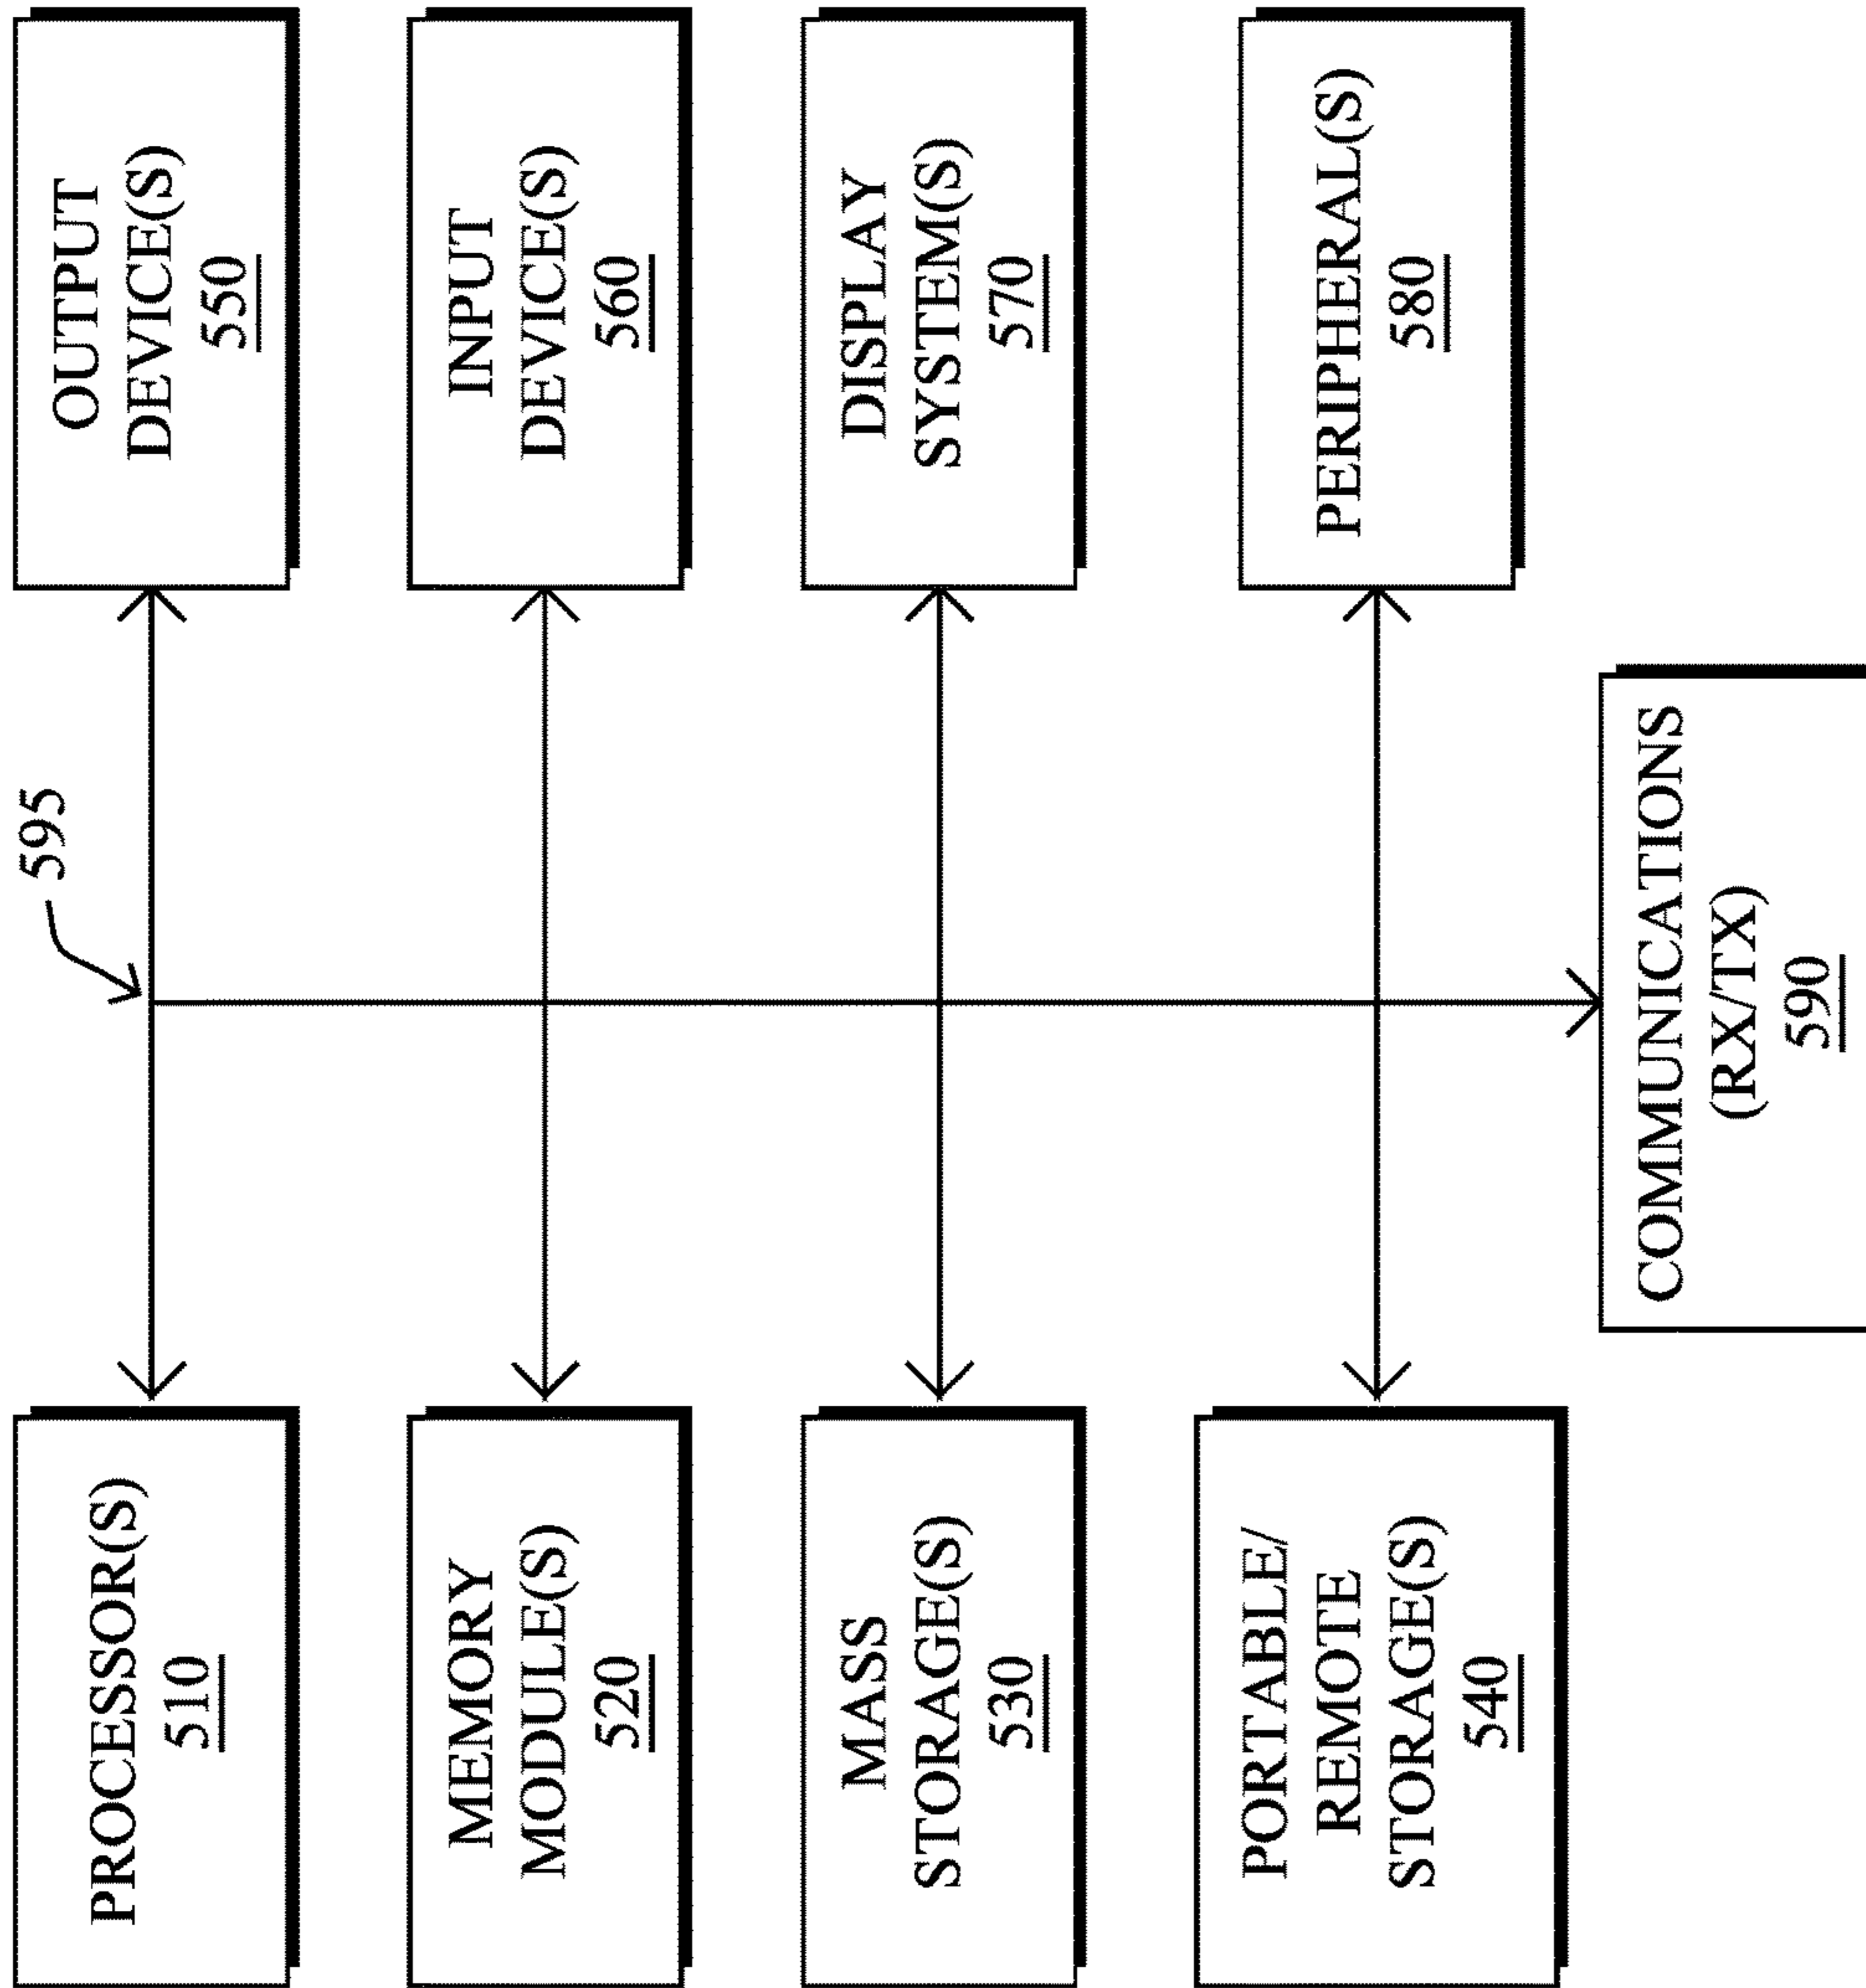 595
PROCESSOR(S)
510
MEMORY
MODULE(S)
520
MASS
STORAGE(S)
530
PORTABLE/
REMOTE
STORAGE(S)
540
OUTPUT
DEVICE(S)
550
INPUT
DEVICE(S)
560
DISPLAY
SYSTEM(S)
570
PERIPHERAL(S)
580
COMMUNICATIONS
(RX/TX)
590